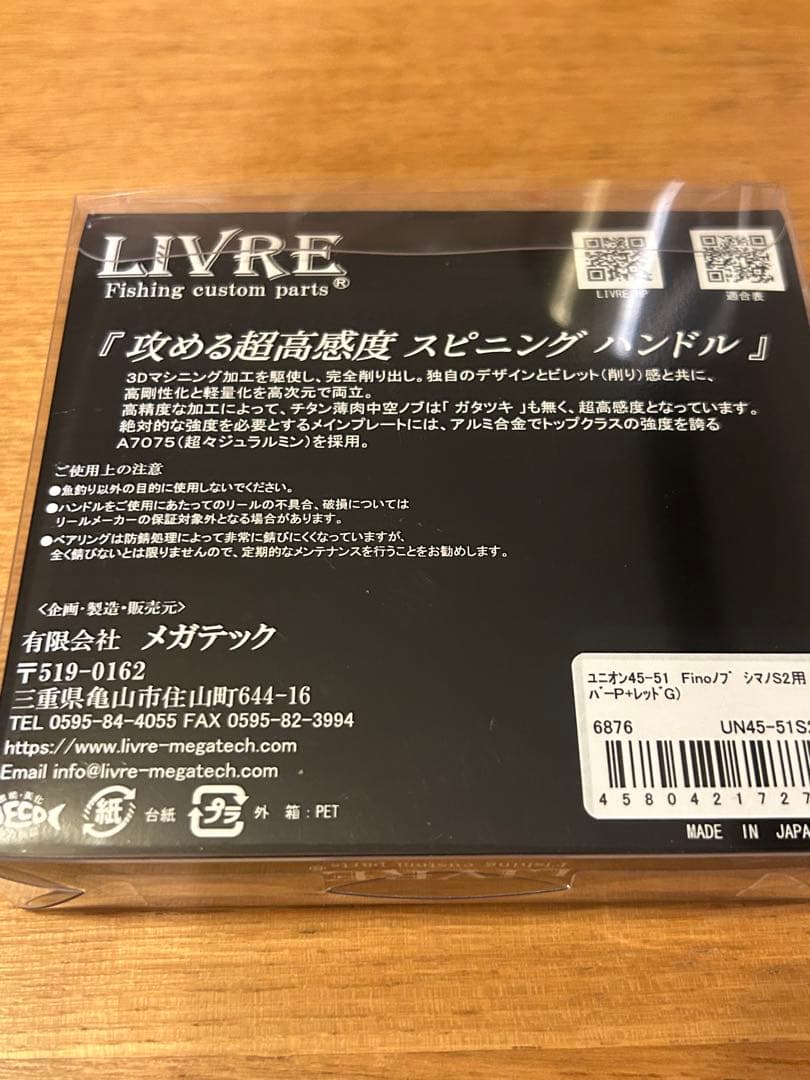 LIVRE
Fishing custom parts®
LIVRE HP
適合表
『 攻める超高感度 スピニング ハンドル 』
3Dマシニング加工を駆使し、完全削り出し。独自のデザインとビレット(削り)感と共に、
高剛性化と軽量化を高次元で両立。
高精度な加工によって、チタン薄肉中空ノブは「 ガタツキ 」も無く、超高感度となっています。
絶対的な強度を必要とするメインプレートには、アルミ合金でトップクラスの強度を誇る
A7075(超々ジュラルミン)を採用。
ご使用上の注意
●魚釣り以外の目的に使用しないでください。
●ハンドルをご使用にあたってのリールの不具合、破損については
リールメーカーの保証対象外となる場合があります。
●ベアリングは防錆処理によって非常に錆びにくくなっていますが、
全く錆びないとは限りませんので、定期的なメンテナンスを行うことをお勧めします。
<企画・製造・販売元>
有限会社 メガテック
〒519-0162
三重県亀山市住山町644-16
TEL 0595-84-4055 FAX 0595-82-3994
https://www.livre-megatech.com
Email info@livre-megatech.com
紙 台紙 プラ 外 箱:PET
ユニオン45-51 Finoノブ シマノS2用
バーP+レッドG)
6876 UN45-51S2
4580421727
MADE IN JAPA
LIVRE
Fishing custom parts®